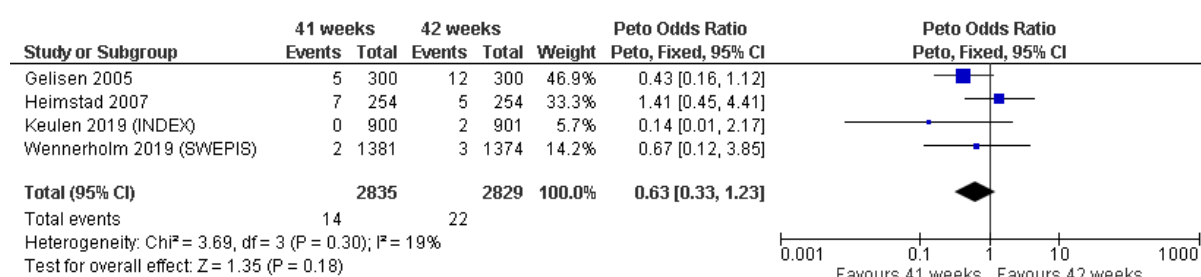 41 weeks 42 weeks Peto Odds Ratio Peto Odds Ratio
Study or Subgroup Events Total Events Total Weight Peto, Fixed, 95% CI Peto, Fixed, 95% CI
Gelisen 2005 5 300 12 300 46.9% 0.43 [0.16, 1.12]
Heimstad 2007 7 254 5 254 33.3% 1.41 [0.45, 4.41]
Keulen 2019 (INDEX) 0 900 2 901 5.7% 0.14 [0.01, 2.17]
Wennerholm 2019 (SWEPIS) 2 1381 3 1374 14.2% 0.67 [0.12, 3.85]
Total (95% CI) 2835 2829 100.0% 0.63 [0.33, 1.23]
Total events 14 22
Heterogeneity: Chi² = 3.69, df = 3 (P = 0.30); I² = 19%
Test for overall effect: Z = 1.35 (P = 0.18)
0.001 0.1 1 10 1000
Favours 41 weeks Favours 42 weeks